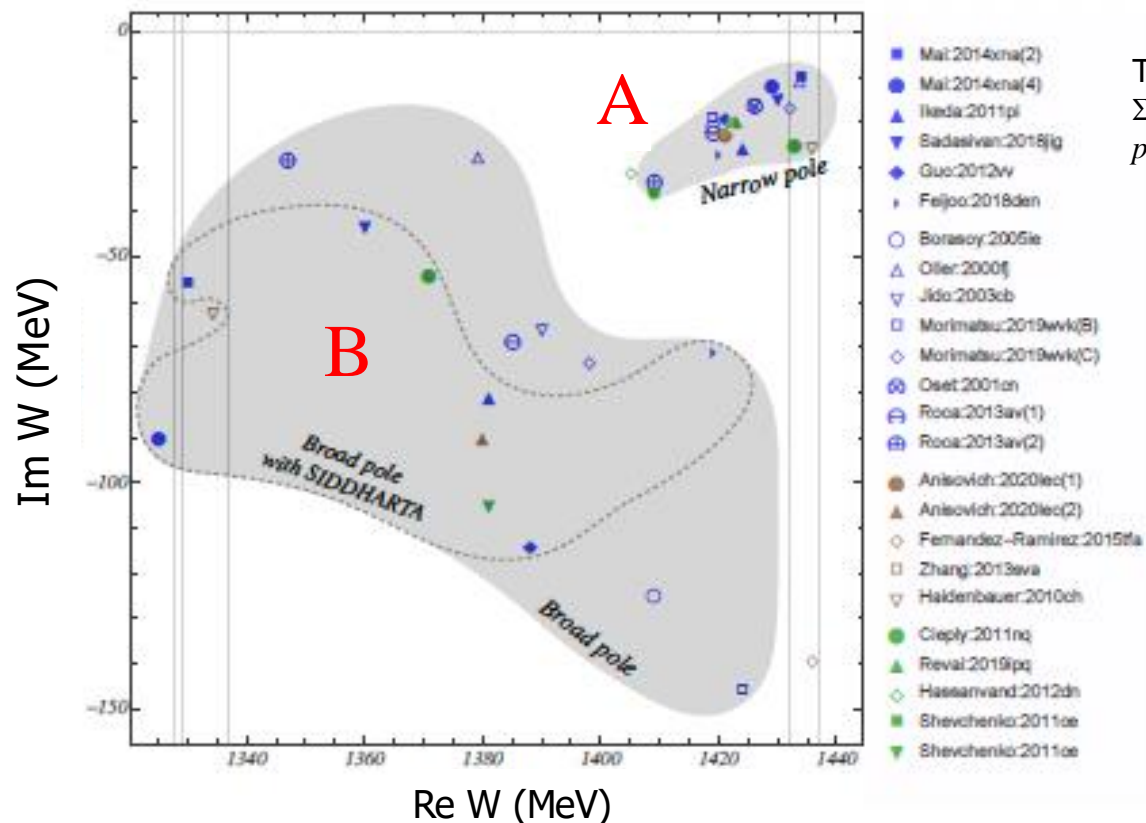 Im W (MeV)
0
−50
−100
−150
1340
1360
1380
1400
1420
1440
Re W (MeV)
A
Narrow pole
B
Broad pole
with SIDDHARTA
Broad pole
Mai:2014xna(2)
Mai:2014xna(4)
Ikeda:2011pi
Sadasivan:2018jig
Guo:2012vv
Feijoo:2018den
Borasoy:2005ie
Oller:2000fj
Jido:2003cb
Morimatsu:2019wvk(B)
Morimatsu:2019wvk(C)
Oset:2001cn
Roca:2013av(1)
Roca:2013av(2)
Anisovich:2020lec(1)
Anisovich:2020lec(2)
Fernandez−Ramirez:2015tfa
Zhang:2013sva
Haidenbauer:2010ch
Cieply:2011nq
Revai:2019ipq
Hassanvand:2012dn
Shevchenko:2011ce
Shevchenko:2011ce
T
Σ
p